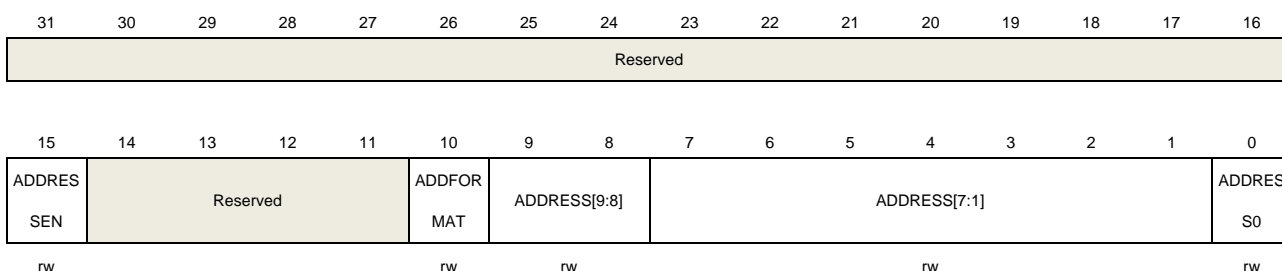 31 30 29 28 27 26 25 24 23 22 21 20 19 18 17 16
Reserved
15 14 13 12 11 10 9 8 7 6 5 4 3 2 1 0
ADDRES
SEN
Reserved
ADDFOR
MAT
ADDRESS[9:8]
ADDRESS[7:1]
ADDRES
S0
rw rw rw rw rw